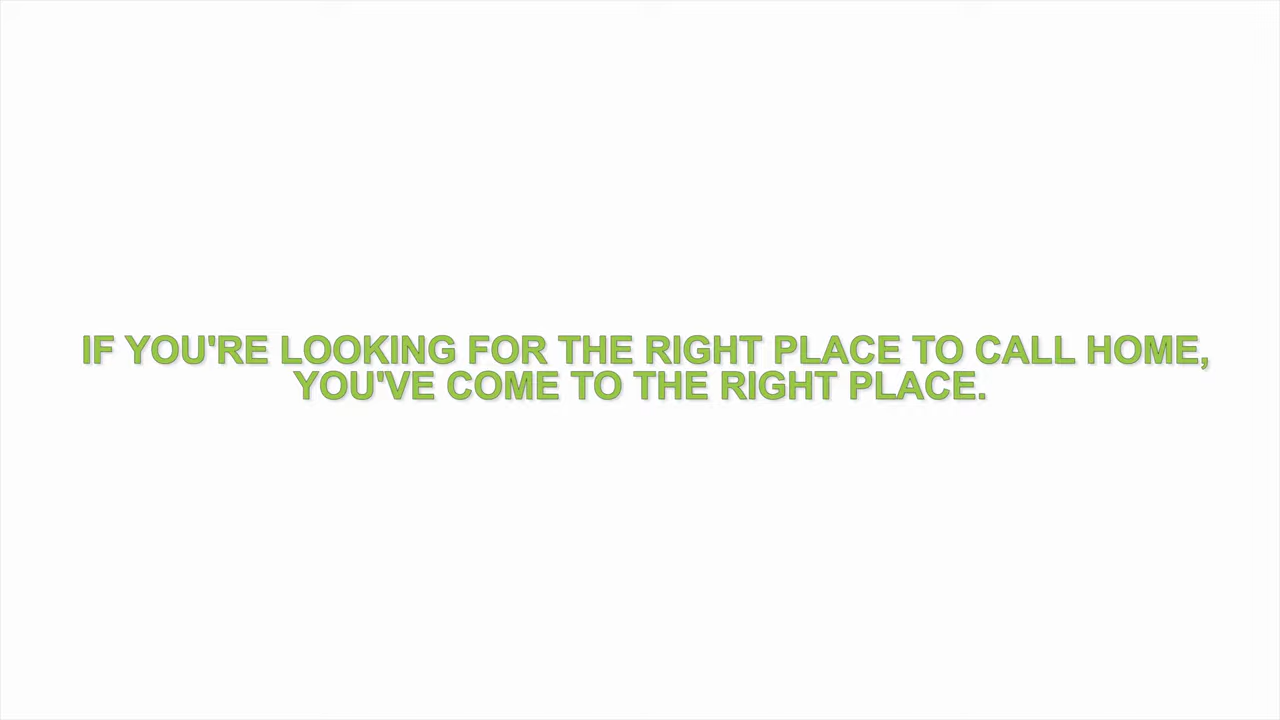 IF YOU'RE LOOKING FOR THE RIGHT PLACE TO CALL HOME,
YOU'VE COME TO THE RIGHT PLACE.